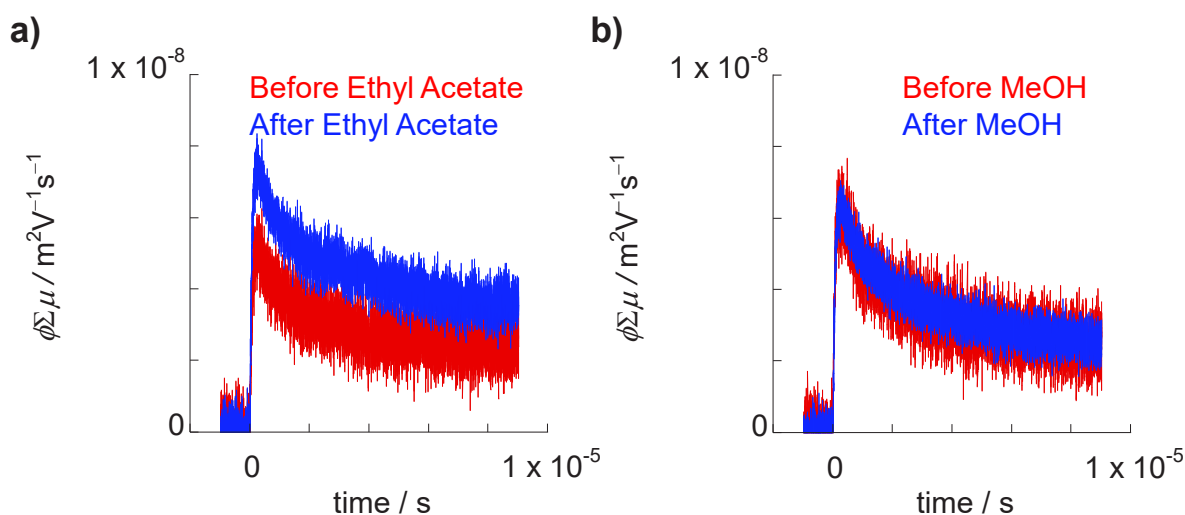 a)
1 x 10⁻⁸
Before Ethyl Acetate
After Ethyl Acetate
ϕΣμ / m²V⁻¹s⁻¹
0
0
1 x 10⁻⁵
time / s
b)
1 x 10⁻⁸
Before MeOH
After MeOH
ϕΣμ / m²V⁻¹s⁻¹
0
0
1 x 10⁻⁵
time / s